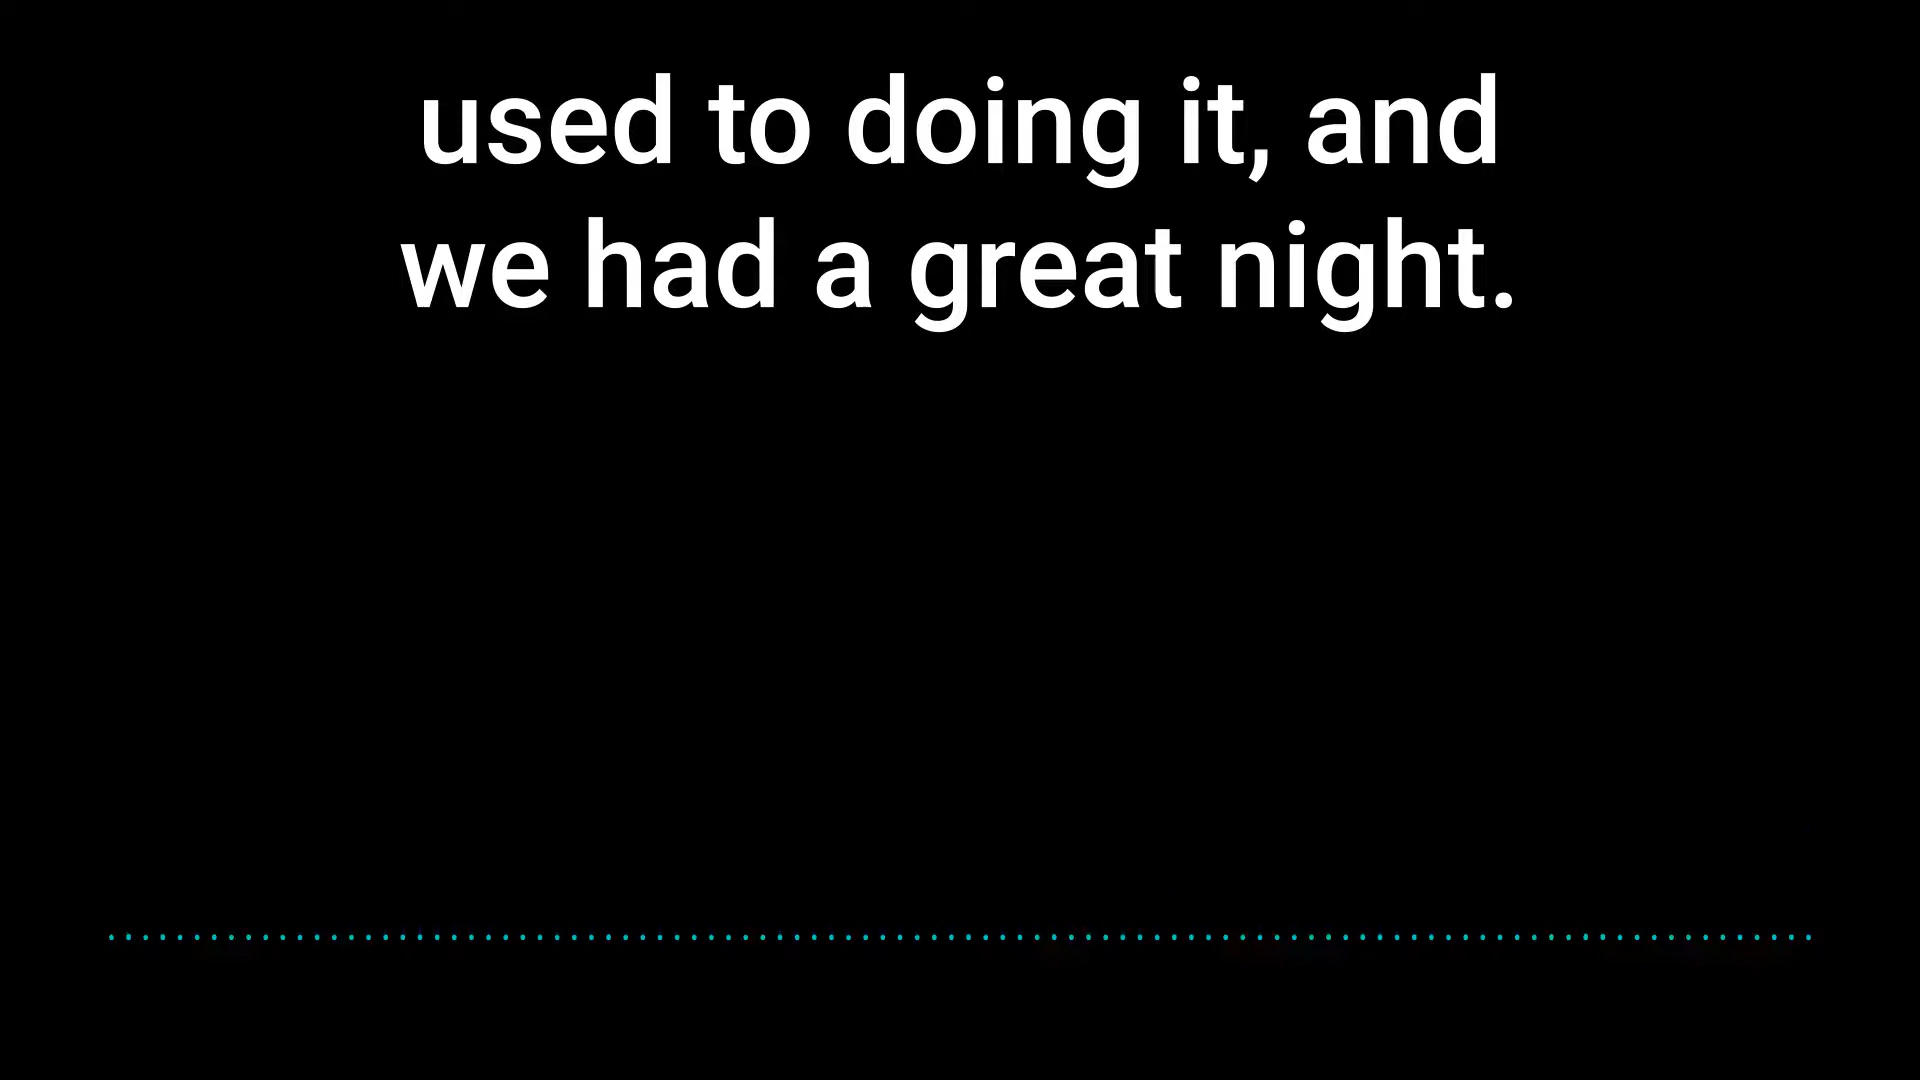 used to doing it, and
we had a great night.